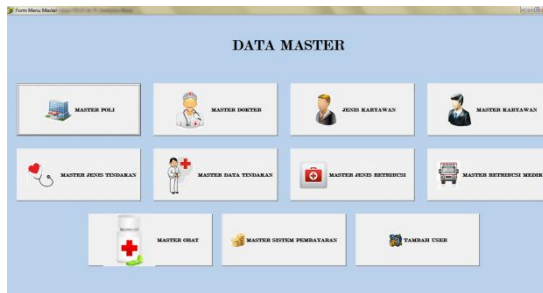 Form Menu Master
DATA MASTER
MASTER POLI
MASTER DOKTER
JENIS KARYAWAN
MASTER KARYAWAN
MASTER JENIS TINDAKAN
MASTER DATA TINDAKAN
MASTER JENIS RETRIBUSI
MASTER RETRIBUSI MEDIK
MASTER OBAT
MASTER SISTEM PEMBAYARAN
TAMBAH USER